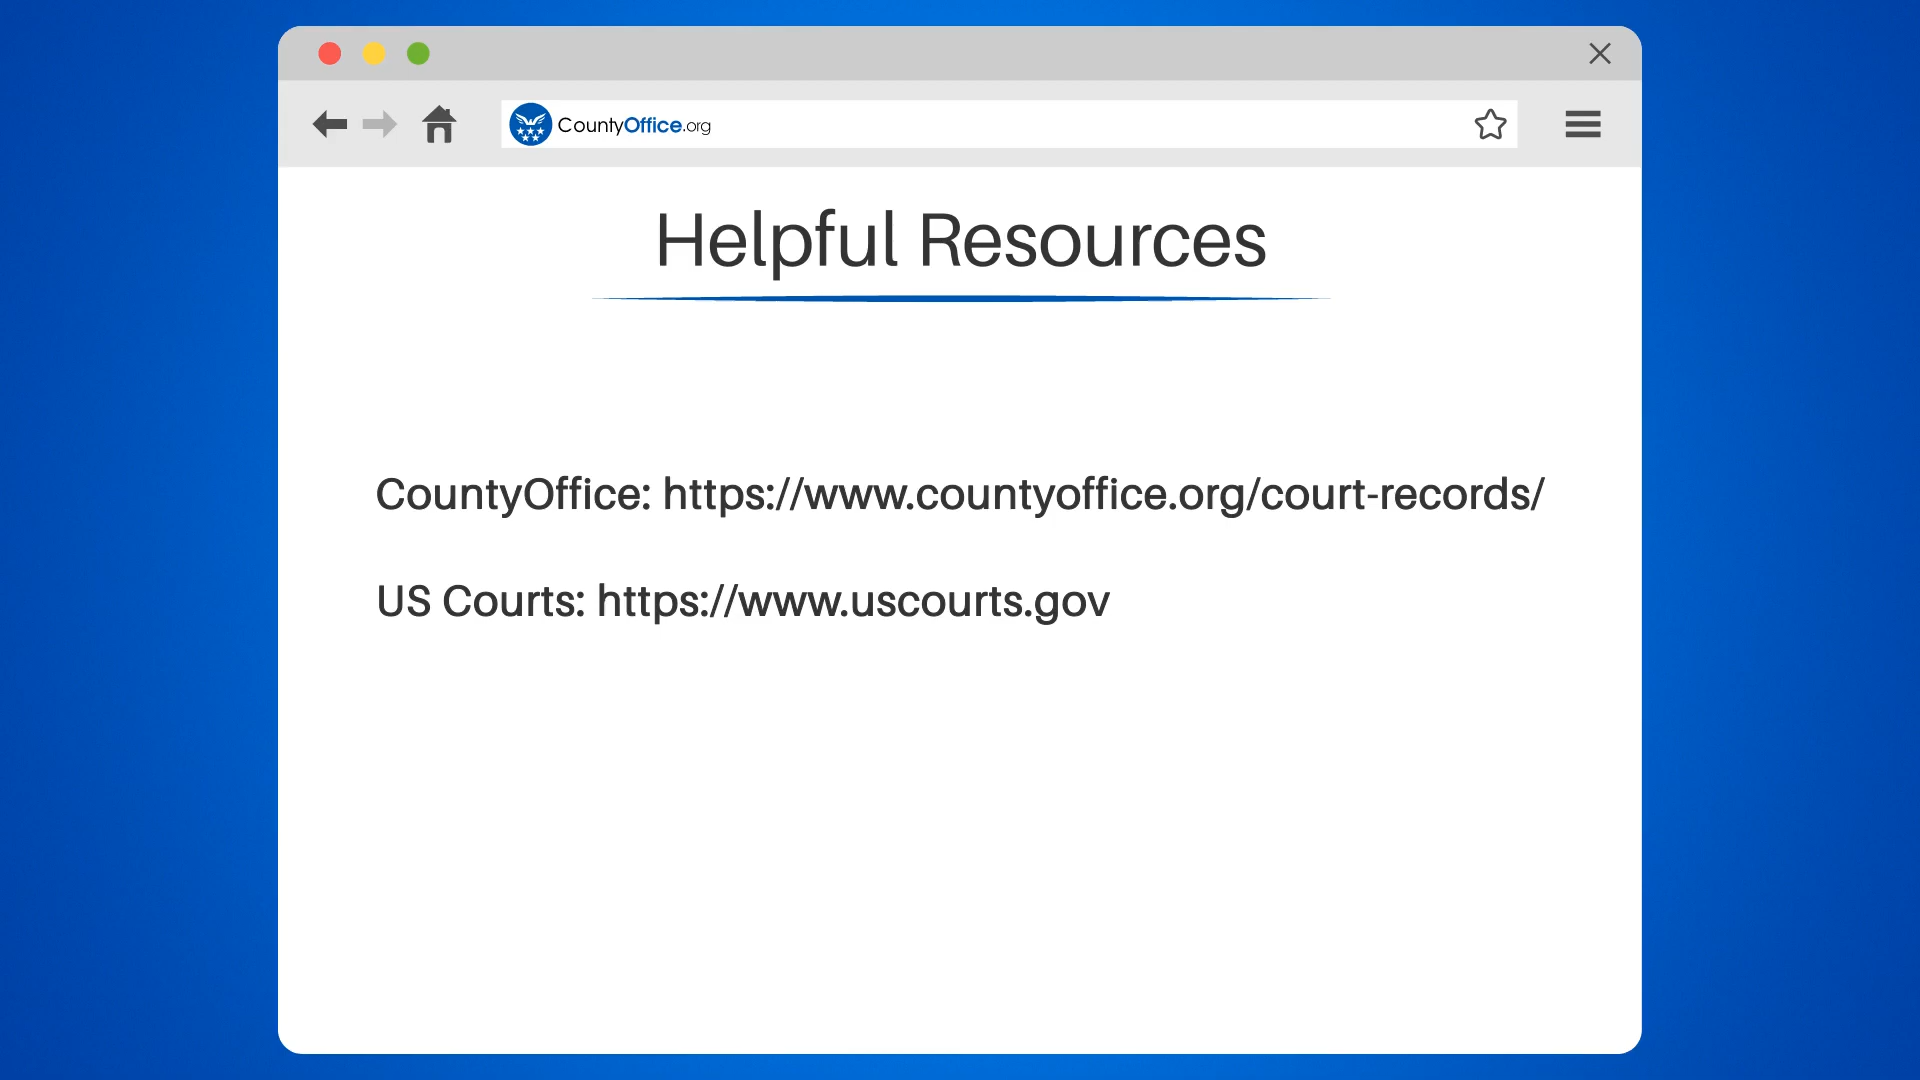 CountyOffice.org
Helpful Resources
CountyOffice: https://www.countyoffice.org/court-records/
US Courts: https://www.uscourts.gov